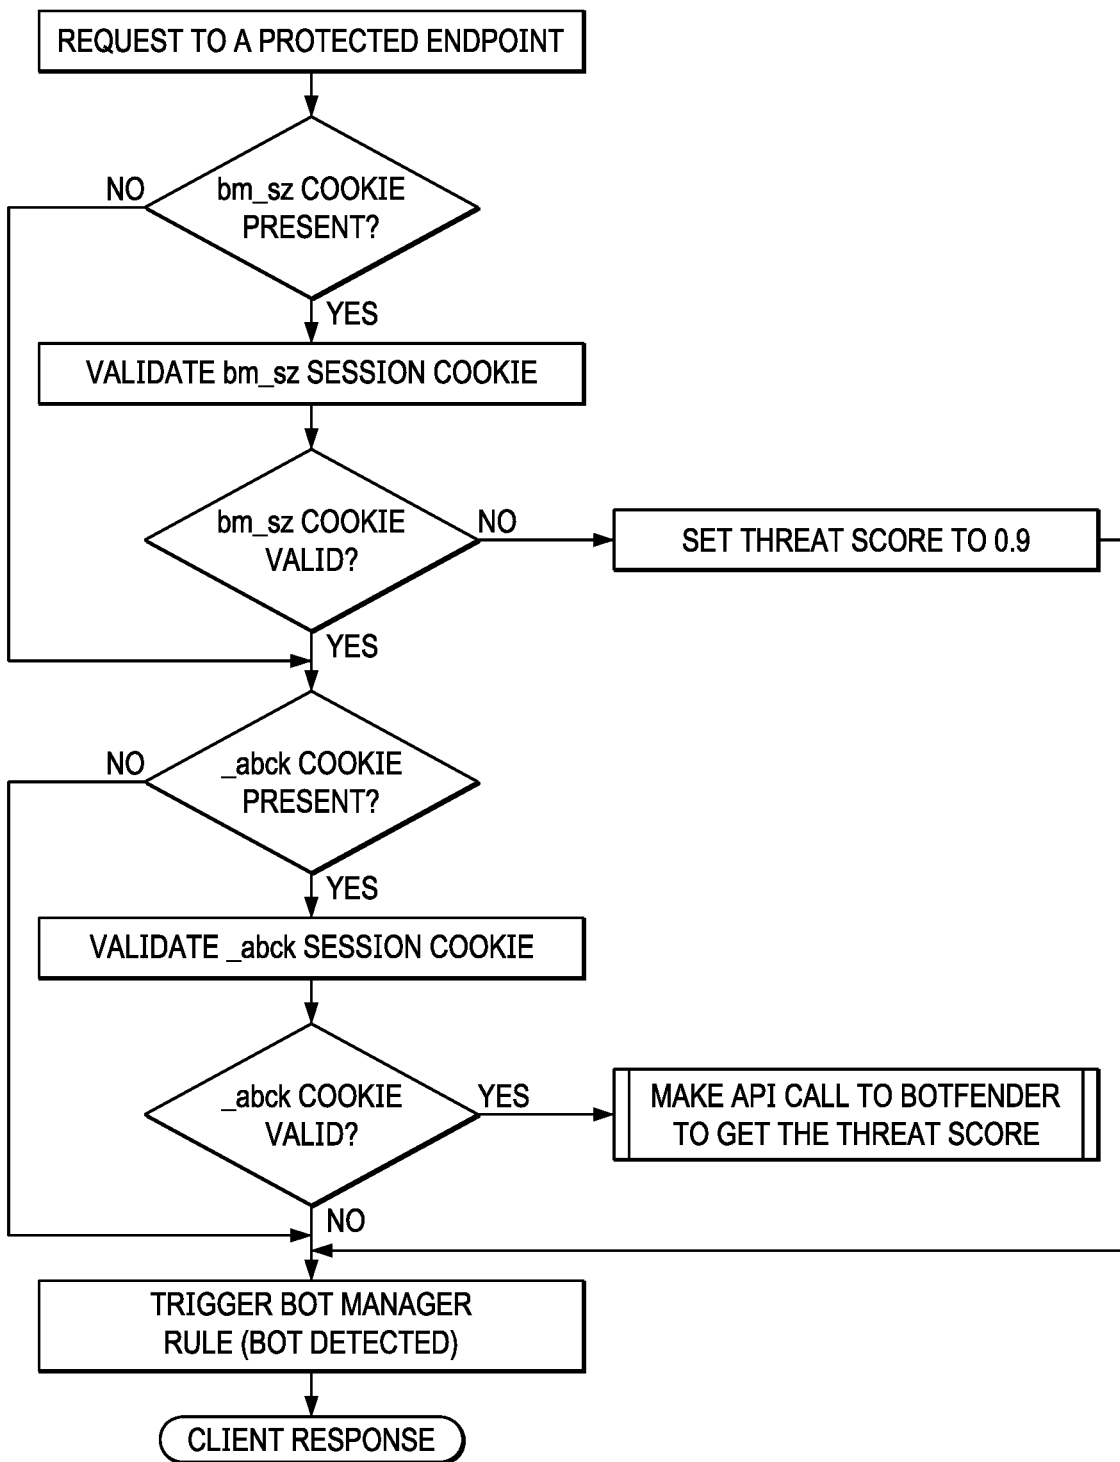 REQUEST TO A PROTECTED ENDPOINT
NO
bm_sz COOKIE
PRESENT?
YES
VALIDATE bm_sz SESSION COOKIE
bm_sz COOKIE
VALID?
NO
SET THREAT SCORE TO 0.9
YES
NO
_abck COOKIE
PRESENT?
YES
VALIDATE _abck SESSION COOKIE
_abck COOKIE
VALID?
YES
MAKE API CALL TO BOTFENDER
TO GET THE THREAT SCORE
NO
TRIGGER BOT MANAGER
RULE (BOT DETECTED)
CLIENT RESPONSE